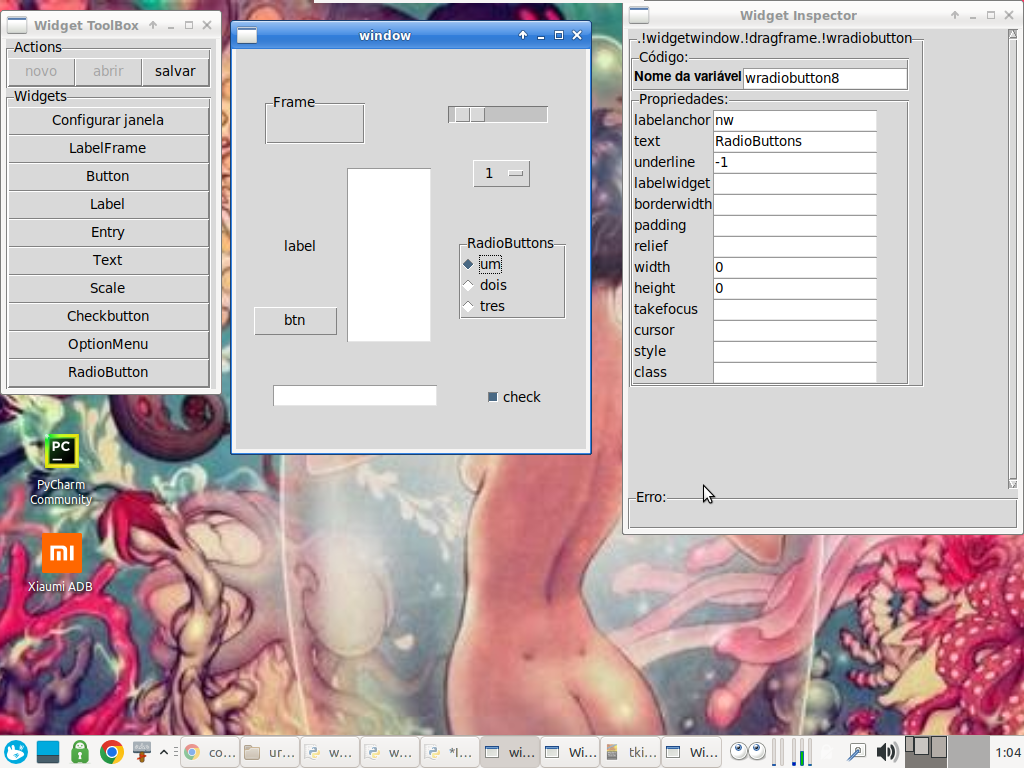 Widget ToolBox
Actions
novo abrir salvar
Widgets
Configurar janela
LabelFrame
Button
Label
Entry
Text
Scale
Checkbutton
OptionMenu
RadioButton
window
Frame
1
label
RadioButtons
um
dois
tres
btn
check
Widget Inspector
.!widgetwindow.!dragframe.!wradiobutton
Código:
Nome da variável wradiobutton8
Propriedades:
labelanchor nw
text RadioButtons
underline -1
labelwidget
borderwidth
padding
relief
width 0
height 0
takefocus
cursor
style
class
Erro:
PC
PyCharm
Community
mi
Xiaumi ADB
co... ur... w... w... *I... wi... Wi... tki... Wi... 1:04